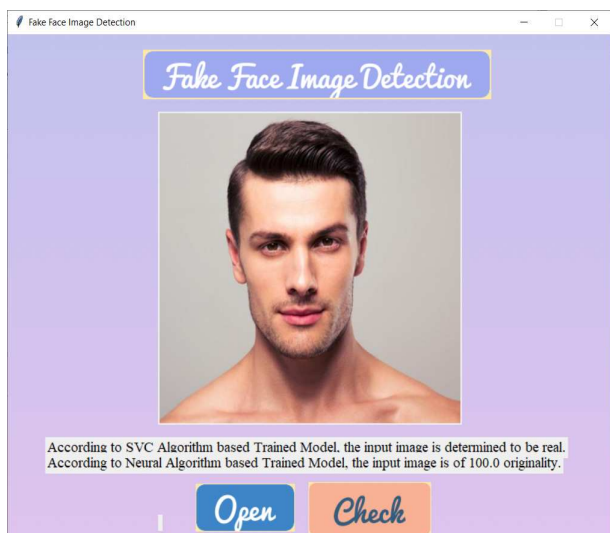 Fake Face Image Detection
Fake Face Image Detection
According to SVC Algorithm based Trained Model, the input image is determined to be real.
According to Neural Algorithm based Trained Model, the input image is of 100.0 originality.
Open
Check